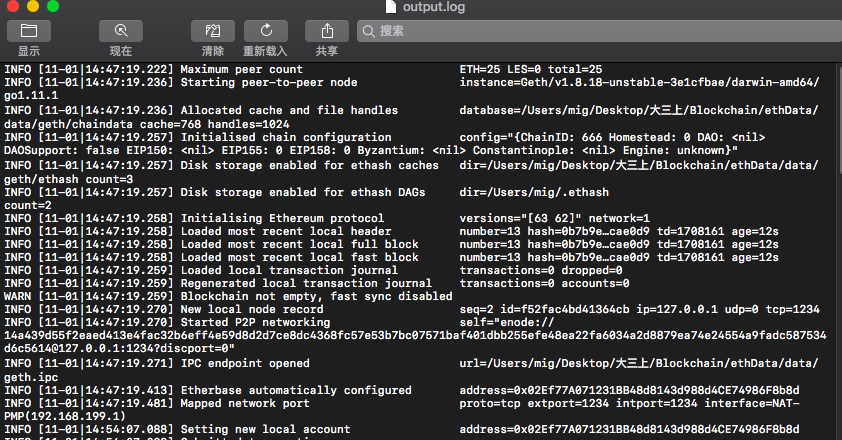 output.log
显示
现在
清除
重新载入
共享
搜索
INFO [11-01|14:47:19.222] Maximum peer count ETH=25 LES=0 total=25
INFO [11-01|14:47:19.236] Starting peer-to-peer node instance=Geth/v1.8.18-unstable-3e1cfbae/darwin-amd64/
go1.11.1
INFO [11-01|14:47:19.236] Allocated cache and file handles database=/Users/mig/Desktop/大三上/Blockchain/ethData/
data/geth/chaindata cache=768 handles=1024
INFO [11-01|14:47:19.257] Initialised chain configuration config="{ChainID: 666 Homestead: 0 DAO: <nil>
DAOSupport: false EIP150: <nil> EIP155: 0 EIP158: 0 Byzantium: <nil> Constantinople: <nil> Engine: unknown}"
INFO [11-01|14:47:19.257] Disk storage enabled for ethash caches dir=/Users/mig/Desktop/大三上/Blockchain/ethData/data/
geth/ethash count=3
INFO [11-01|14:47:19.257] Disk storage enabled for ethash DAGs dir=/Users/mig/.ethash
count=2
INFO [11-01|14:47:19.258] Initialising Ethereum protocol versions="[63 62]" network=1
INFO [11-01|14:47:19.258] Loaded most recent local header number=13 hash=0b7b9e…cae0d9 td=1708161 age=12s
INFO [11-01|14:47:19.258] Loaded most recent local full block number=13 hash=0b7b9e…cae0d9 td=1708161 age=12s
INFO [11-01|14:47:19.258] Loaded most recent local fast block number=13 hash=0b7b9e…cae0d9 td=1708161 age=12s
INFO [11-01|14:47:19.259] Loaded local transaction journal transactions=0 dropped=0
INFO [11-01|14:47:19.259] Regenerated local transaction journal transactions=0 accounts=0
WARN [11-01|14:47:19.259] Blockchain not empty, fast sync disabled
INFO [11-01|14:47:19.270] New local node record seq=2 id=f52fac4bd41364cb ip=127.0.0.1 udp=0 tcp=1234
INFO [11-01|14:47:19.270] Started P2P networking self="enode://
14a439d55f2eaed413e4fac32b6eff4e59d8d2d7ce8dc4368fc57e53b7bc07571baf401dbb255efe48ea22fa6034a2d8879ea74e24554a9fadc587534
d6c5614@127.0.0.1:1234?discport=0"
INFO [11-01|14:47:19.271] IPC endpoint opened url=/Users/mig/Desktop/大三上/Blockchain/ethData/data/
geth.ipc
INFO [11-01|14:47:19.413] Etherbase automatically configured address=0x02Ef77A071231BB48d8143d988d4CE74986F8b8d
INFO [11-01|14:47:19.481] Mapped network port proto=tcp extport=1234 intport=1234 interface=NAT-
PMP(192.168.199.1)
INFO [11-01|14:54:07.088] Setting new local account address=0x02Ef77A071231BB48d8143d988d4CE74986F8b8d